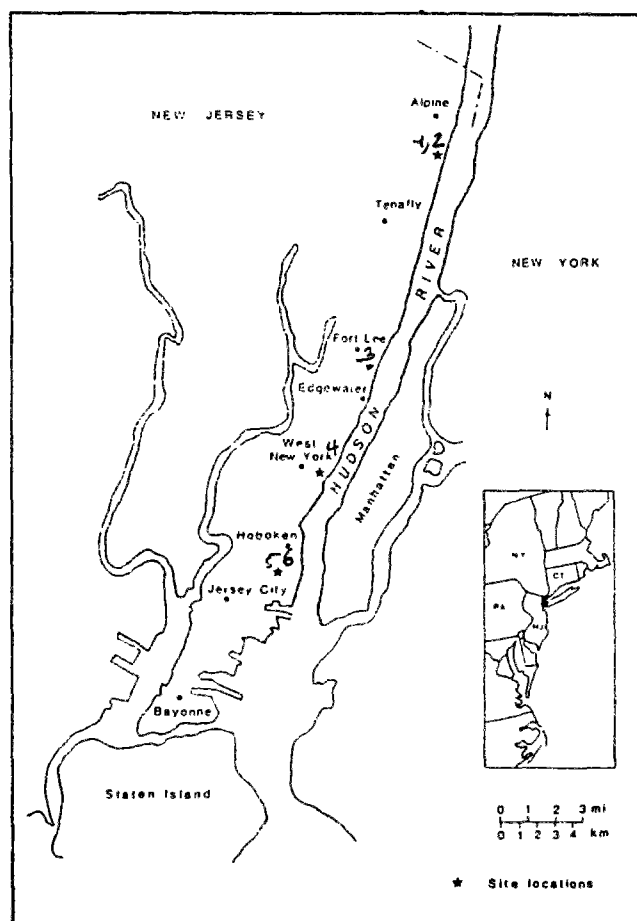 Alpine
NEW JERSEY
1,2
Tenafly
HUDSON RIVER
NEW YORK
Fort Lee
3
Edgewater
N
West
New York
4
Manhattan
Hoboken
5 6
Jersey City
NY
CT
PA
NJ
Bayonne
Staten Island
0 1 2 3 mi
0 1 2 3 4 km
★ Site locations